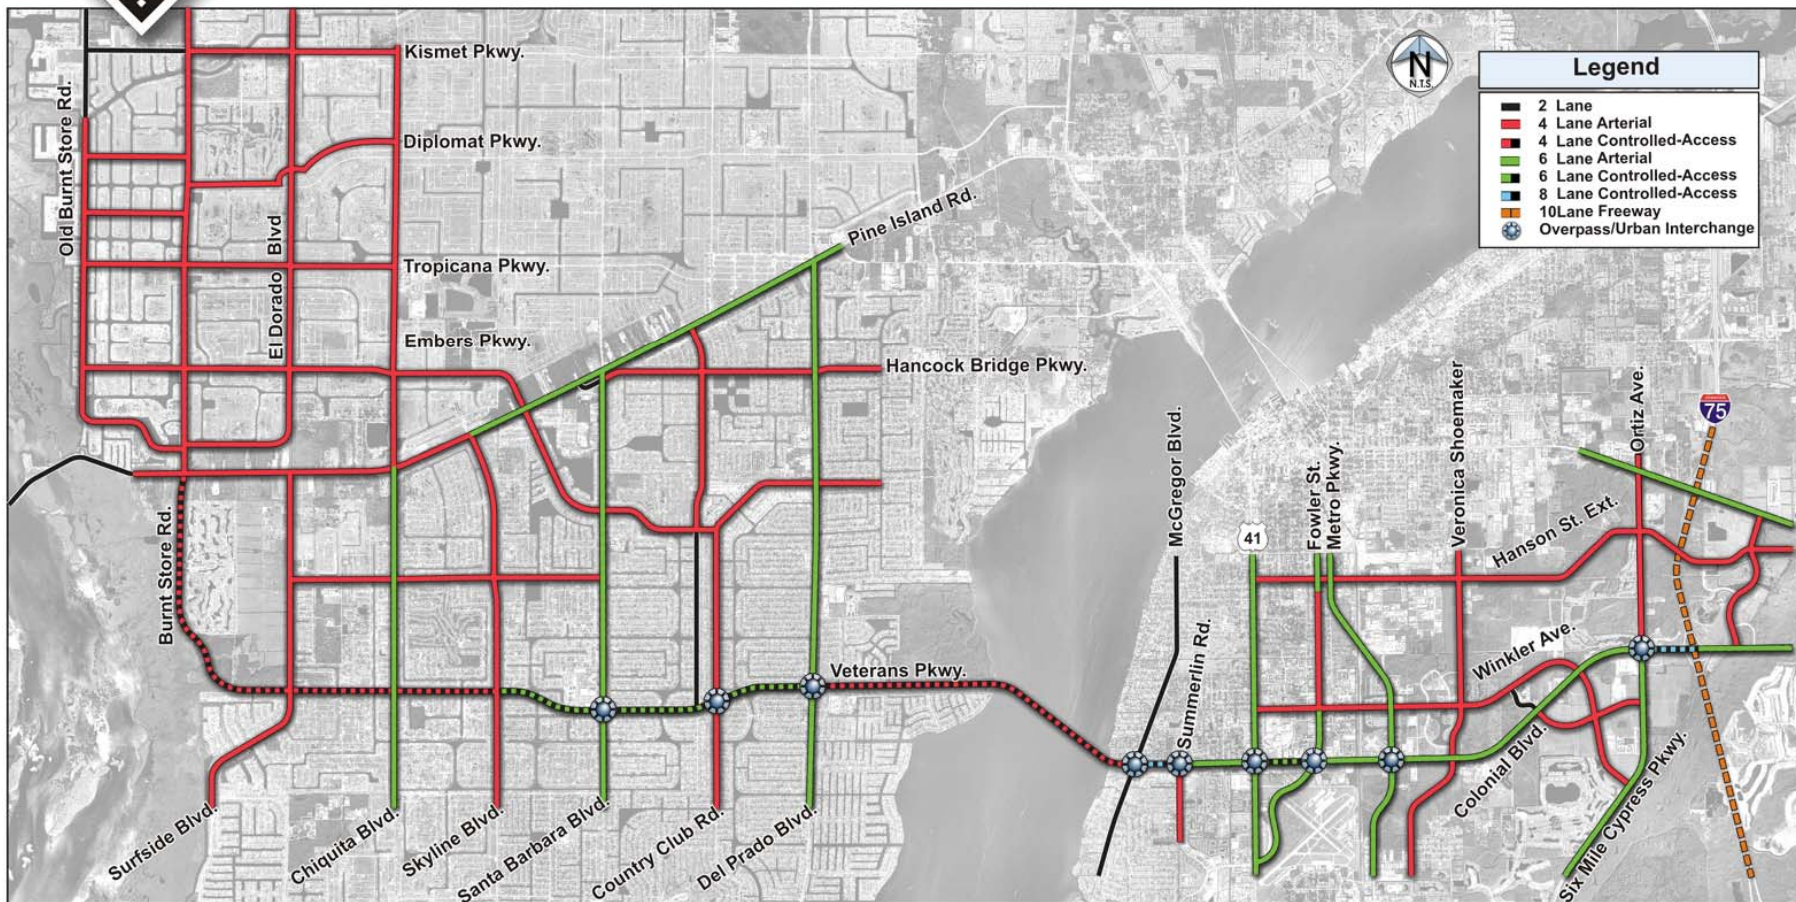 Kismet Pkwy.
Diplomat Pkwy.
Pine Island Rd.
Old Burnt Store Rd.
El Dorado Blvd
Tropicana Pkwy.
Embers Pkwy.
Hancock Bridge Pkwy.
Burnt Store Rd.
Veterans Pkwy.
Surfside Blvd.
Chiquita Blvd.
Skyline Blvd.
Santa Barbara Blvd.
Country Club Rd.
Del Prado Blvd.
McGregor Blvd.
Summerlin Rd.
41
Fowler St.
Metro Pkwy.
Veronica Shoemaker
Hanson St. Ext.
Winkler Ave.
Colonial Blvd.
Ortiz Ave.
75
Six Mile Cypress Pkwy.
N
N.T.S.
Legend
2 Lane
4 Lane Arterial
4 Lane Controlled-Access
6 Lane Arterial
6 Lane Controlled-Access
8 Lane Controlled-Access
10Lane Freeway
Overpass/Urban Interchange